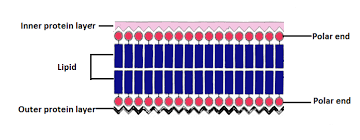 Inner protein layer
Polar end
Lipid
Polar end
Outer protein layer